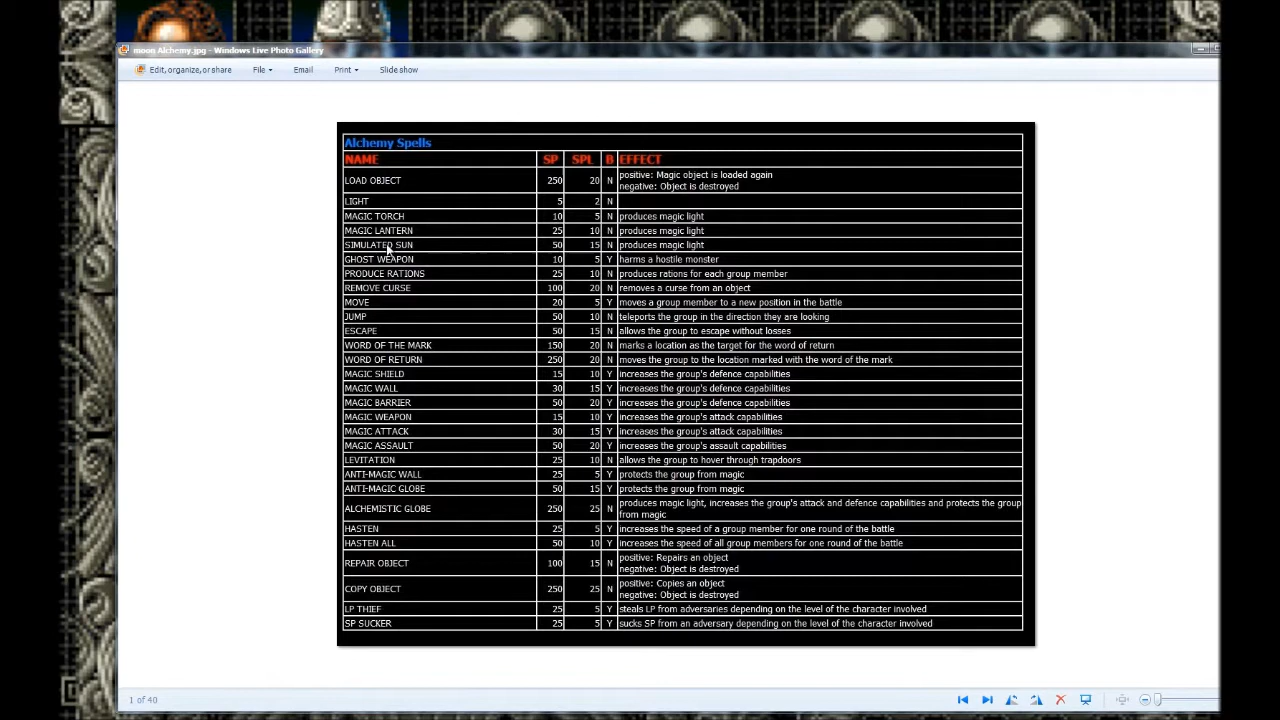 moon Alchemy.jpg - Windows Live Photo Gallery
Edit, organize, or share File Email Print Slide show
Alchemy Spells
NAME SP SPL B EFFECT
LOAD OBJECT 250 20 N positive: Magic object is loaded again
negative: Object is destroyed
LIGHT 5 2 N
MAGIC TORCH 10 5 N produces magic light
MAGIC LANTERN 25 10 N produces magic light
SIMULATED SUN 50 15 N produces magic light
GHOST WEAPON 10 5 Y harms a hostile monster
PRODUCE RATIONS 25 10 N produces rations for each group member
REMOVE CURSE 100 20 N removes a curse from an object
MOVE 20 5 Y moves a group member to a new position in the battle
JUMP 50 10 N teleports the group in the direction they are looking
ESCAPE 50 15 N allows the group to escape without losses
WORD OF THE MARK 150 20 N marks a location as the target for the word of return
WORD OF RETURN 250 20 N moves the group to the location marked with the word of the mark
MAGIC SHIELD 15 10 Y increases the group's defence capabilities
MAGIC WALL 30 15 Y increases the group's defence capabilities
MAGIC BARRIER 50 20 Y increases the group's defence capabilities
MAGIC WEAPON 15 10 Y increases the group's attack capabilities
MAGIC ATTACK 30 15 Y increases the group's attack capabilities
MAGIC ASSAULT 50 20 Y increases the group's assault capabilities
LEVITATION 25 10 N allows the group to hover through trapdoors
ANTI-MAGIC WALL 25 5 Y protects the group from magic
ANTI-MAGIC GLOBE 50 15 Y protects the group from magic
ALCHEMISTIC GLOBE 250 25 N produces magic light, increases the group's attack and defence capabilities and protects the group
from magic
HASTEN 25 5 Y increases the speed of a group member for one round of the battle
HASTEN ALL 50 10 Y increases the speed of all group members for one round of the battle
REPAIR OBJECT 100 15 N positive: Repairs an object
negative: Object is destroyed
COPY OBJECT 250 25 N positive: Copies an object
negative: Object is destroyed
LP THIEF 25 5 Y steals LP from adversaries depending on the level of the character involved
SP SUCKER 25 5 Y sucks SP from an adversary depending on the level of the character involved
1 of 40